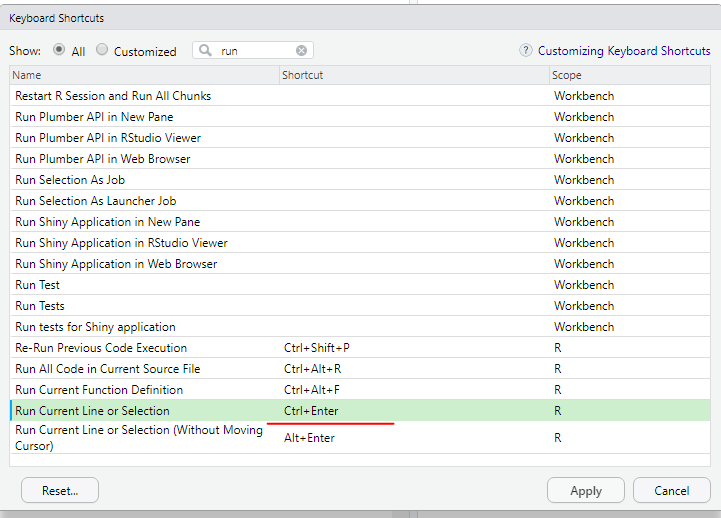 Keyboard Shortcuts
Show: All Customized run ? Customizing Keyboard Shortcuts
Name Shortcut Scope
Restart R Session and Run All Chunks Workbench
Run Plumber API in New Pane Workbench
Run Plumber API in RStudio Viewer Workbench
Run Plumber API in Web Browser Workbench
Run Selection As Job Workbench
Run Selection As Launcher Job Workbench
Run Shiny Application in New Pane Workbench
Run Shiny Application in RStudio Viewer Workbench
Run Shiny Application in Web Browser Workbench
Run Test Workbench
Run Tests Workbench
Run tests for Shiny application Workbench
Re-Run Previous Code Execution Ctrl+Shift+P R
Run All Code in Current Source File Ctrl+Alt+R R
Run Current Function Definition Ctrl+Alt+F R
Run Current Line or Selection Ctrl+Enter R
Run Current Line or Selection (Without Moving
Cursor) Alt+Enter R
Reset... Apply Cancel